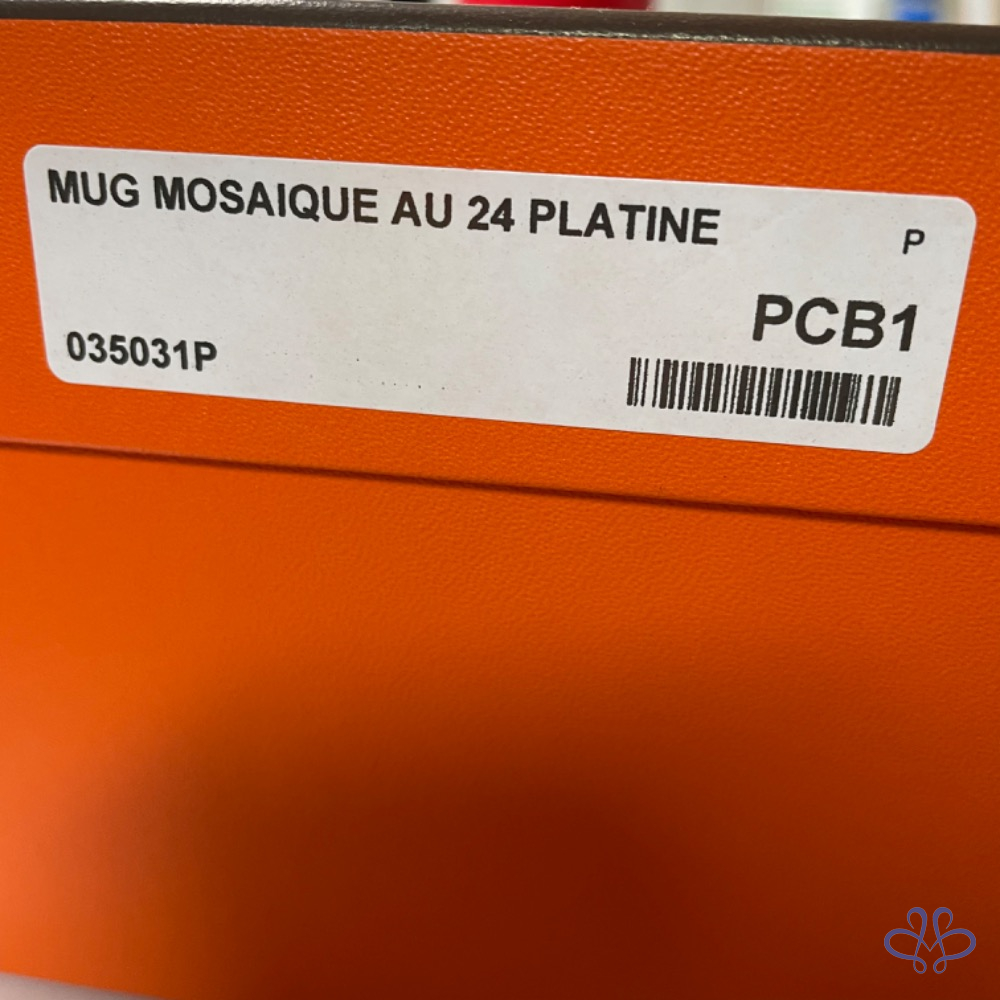 MUG MOSAIQUE AU 24 PLATINE
P
PCB1
035031P